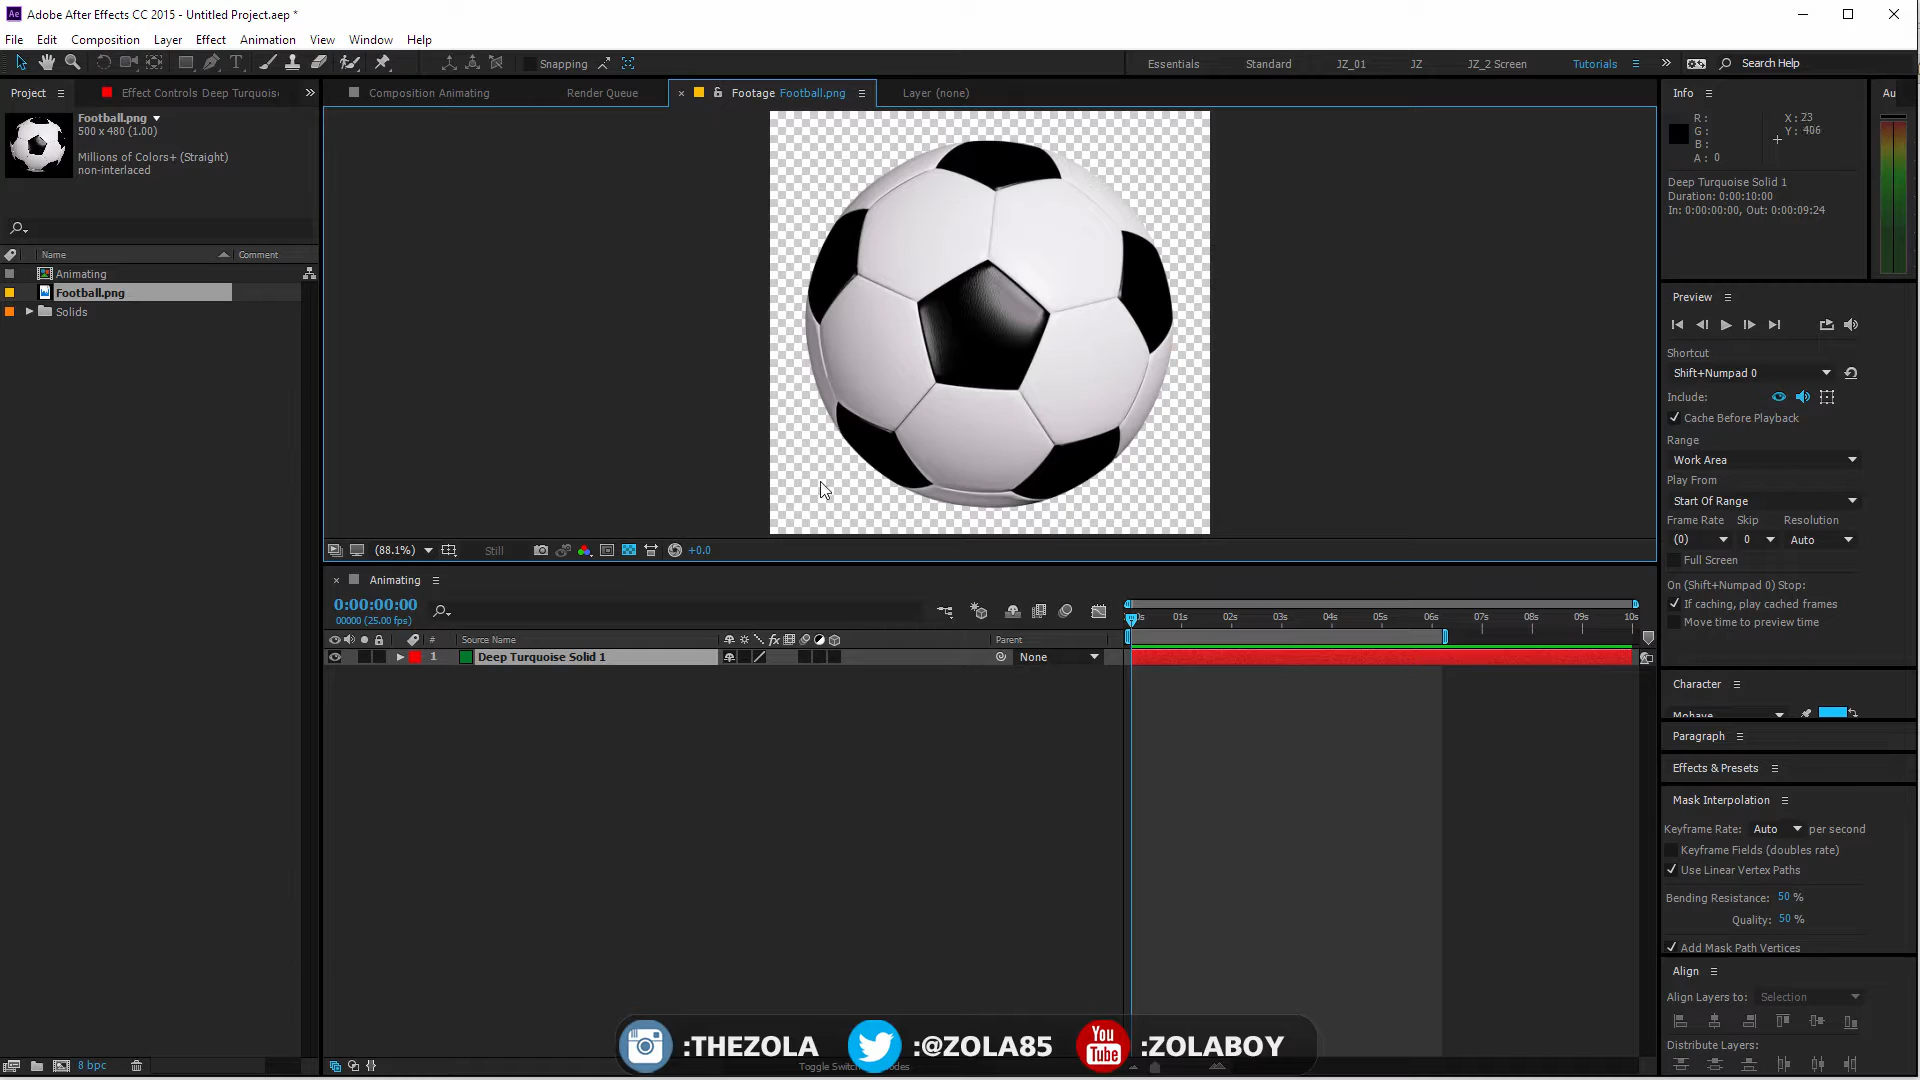 Adobe After Effects CC 2015 - Untitled Project.aep *
File Edit Composition Layer Effect Animation View Window Help
Snapping
Essentials Standard JZ_01 JZ JZ_2 Screen Tutorials Search Help
Project Effect Controls Deep Turquoise
Football.png
500 x 480 (1.00)
Millions of Colors+ (Straight)
non-interlaced
Name Comment
Animating
Football.png
Solids
8 bpc
Composition Animating Render Queue Footage Football.png Layer (none)
(88.1%) Still +0.0
Animating
0:00:00:00
00000 (25.00 fps)
01s 02s 03s 04s 05s 06s 07s 08s 09s 10s
# Source Name Parent
1 Deep Turquoise Solid 1 None
Info Au
R :
G :
B :
A : 0
X : 23
Y : 406
Deep Turquoise Solid 1
Duration: 0:00:10:00
In: 0:00:00:00, Out: 0:00:09:24
Preview
Shortcut
Shift+Numpad 0
Include:
Cache Before Playback
Range
Work Area
Play From
Start Of Range
Frame Rate Skip Resolution
(0) 0 Auto
Full Screen
On (Shift+Numpad 0) Stop:
If caching, play cached frames
Move time to preview time
Character
Mohave
Paragraph
Effects & Presets
Mask Interpolation
Keyframe Rate: Auto per second
Keyframe Fields (doubles rate)
Use Linear Vertex Paths
Bending Resistance: 50 %
Quality: 50 %
Add Mask Path Vertices
Align
Align Layers to: Selection
Distribute Layers:
:THEZOLA :@ZOLA85 You Tube :ZOLABOY